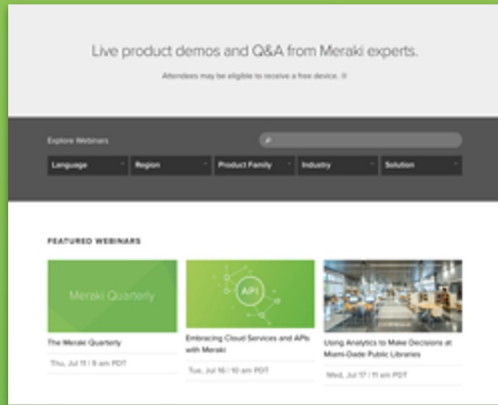 Live product demos and Q&A from Meraki experts.
Attendees may be eligible to receive a free device.
Explore Webinars
Language
Region
Product Family
Industry
Solution
FEATURED WEBINARS
Meraki Quarterly
API
The Meraki Quarterly
Thu, Jul 11 | 9 am PDT
Embracing Cloud Services and APIs
with Meraki
Tue, Jul 16 | 10 am PDT
Using Analytics to Make Decisions at
Miami-Dade Public Libraries
Wed, Jul 17 | 11 am PDT